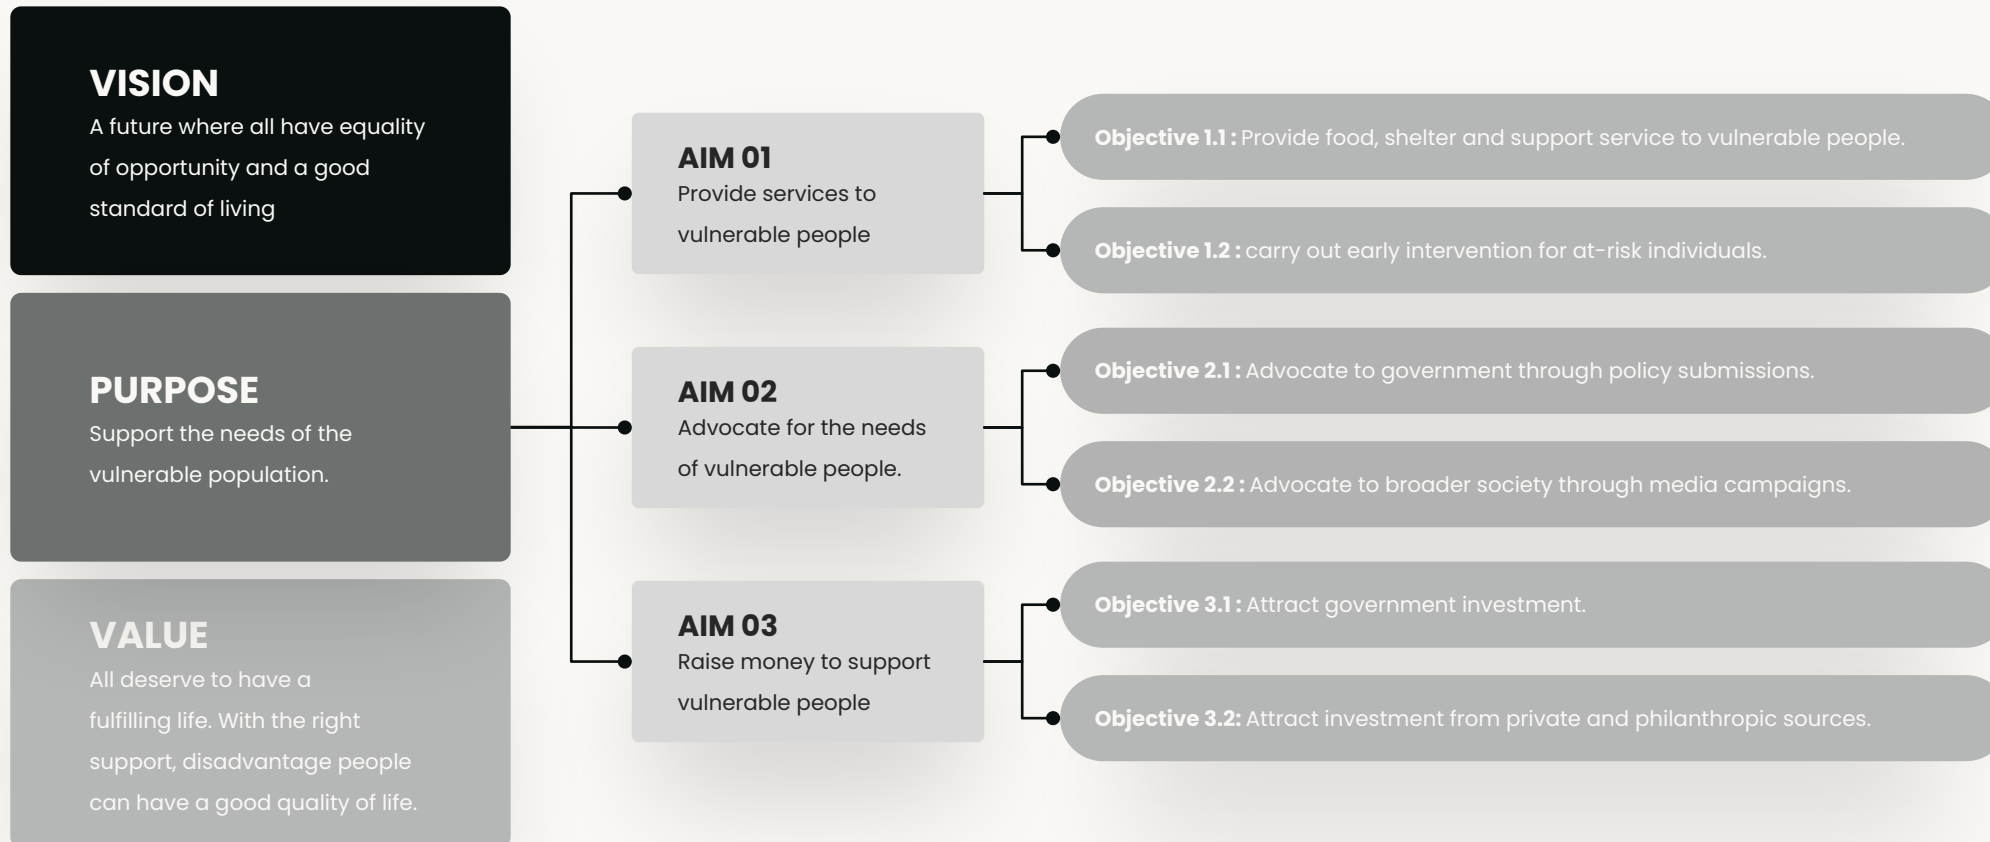 VISION
A future where all have equality
of opportunity and a good
standard of living
PURPOSE
Support the needs of the
vulnerable population.
VALUE
All deserve to have a
fulfilling life. With the right
support, disadvantage people
can have a good quality of life.
AIM 01
Provide services to
vulnerable people
Objective 1.1 : Provide food, shelter and support service to vulnerable people.
Objective 1.2 : carry out early intervention for at-risk individuals.
AIM 02
Advocate for the needs
of vulnerable people.
Objective 2.1 : Advocate to government through policy submissions.
Objective 2.2 : Advocate to broader society through media campaigns.
AIM 03
Raise money to support
vulnerable people
Objective 3.1 : Attract government investment.
Objective 3.2: Attract investment from private and philanthropic sources.